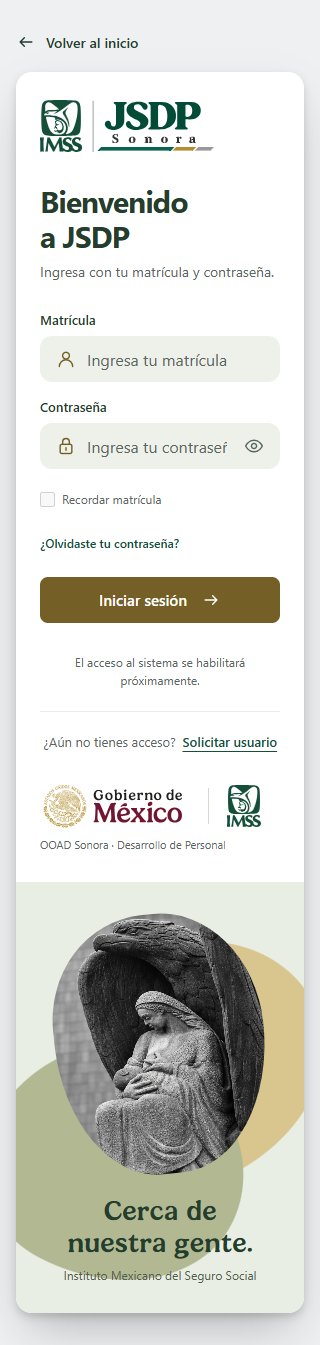 Volver al inicio
IMSS
JSDP
Sonora
Bienvenido
a JSDP
Ingresa con tu matrícula y contraseña.
Matrícula
Ingresa tu matrícula
Contraseña
Ingresa tu contraseñ
Recordar matrícula
¿Olvidaste tu contraseña?
Iniciar sesión
El acceso al sistema se habilitará
próximamente.
¿Aún no tienes acceso? Solicitar usuario
Gobierno de
México
IMSS
OOAD Sonora · Desarrollo de Personal
Cerca de
nuestra gente.
Instituto Mexicano del Seguro Social